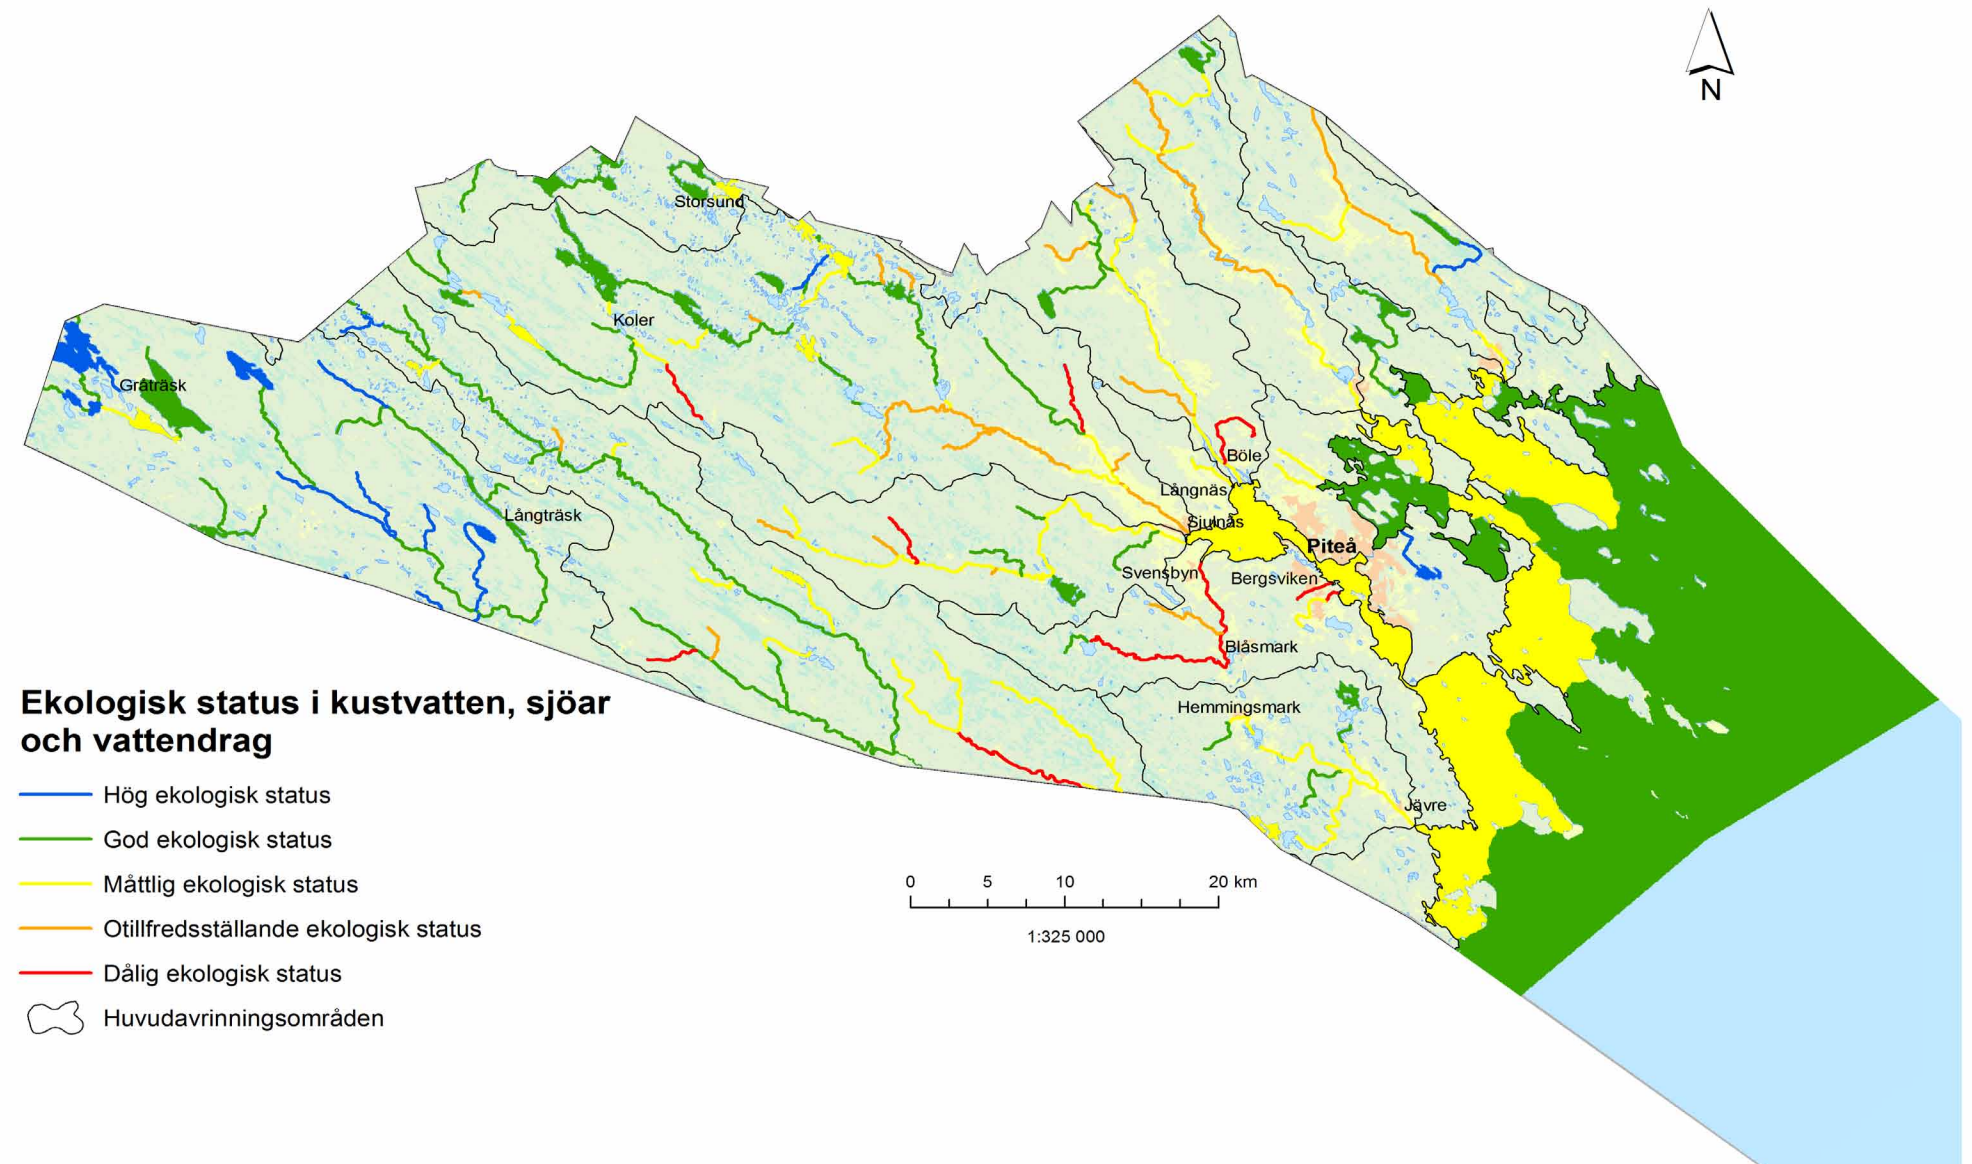 N
Storsund
Koler
Gråträsk
Böle
Långnäs
Långträsk
Sjulnäs
Piteå
Svensbyn
Bergsviken
Blåsmark
Hemmingsmark
Jävre
Ekologisk status i kustvatten, sjöar
och vattendrag
Hög ekologisk status
God ekologisk status
Måttlig ekologisk status
Otillfredsställande ekologisk status
Dålig ekologisk status
Huvudavrinningsområden
0 5 10 20 km
1:325 000